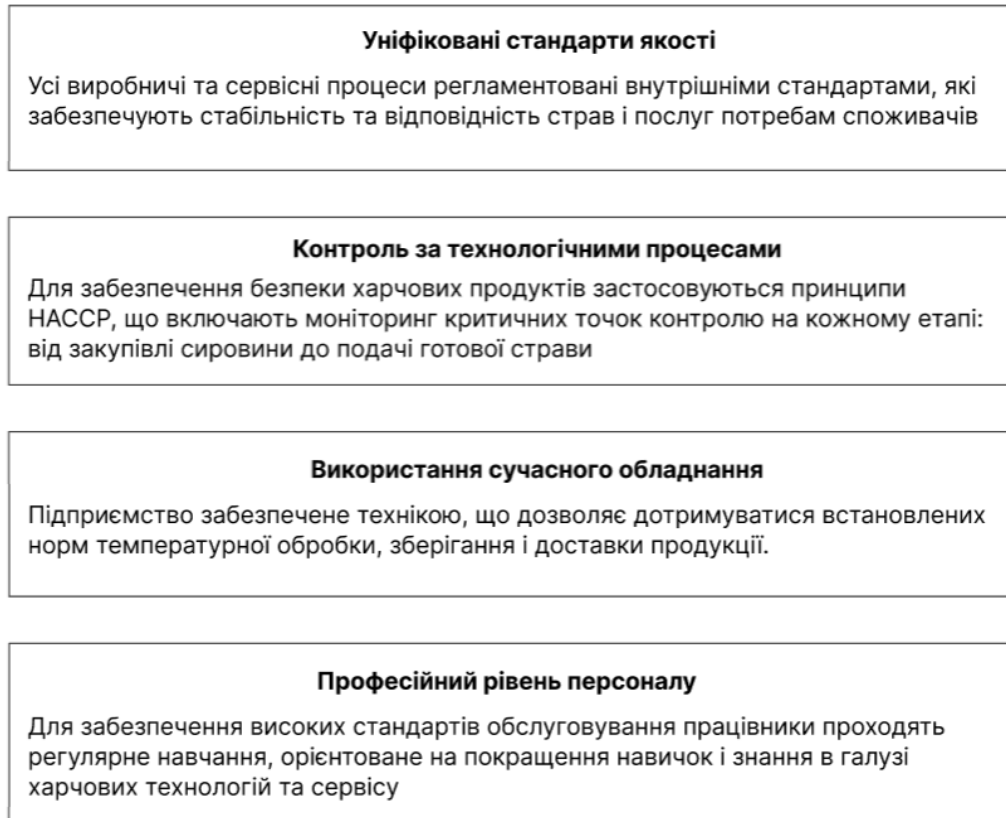 Уніфіковані стандарти якості
Усі виробничі та сервісні процеси регламентовані внутрішніми стандартами, які
забезпечують стабільність та відповідність страв і послуг потребам споживачів
Контроль за технологічними процесами
Для забезпечення безпеки харчових продуктів застосовуються принципи
НАССР, що включають моніторинг критичних точок контролю на кожному етапі:
від закупівлі сировини до подачі готової страви
Використання сучасного обладнання
Підприємство забезпечене технікою, що дозволяє дотримуватися встановлених
норм температурної обробки, зберігання і доставки продукції.
Професійний рівень персоналу
Для забезпечення високих стандартів обслуговування працівники проходять
регулярне навчання, орієнтоване на покращення навичок і знання в галузі
харчових технологій та сервісу